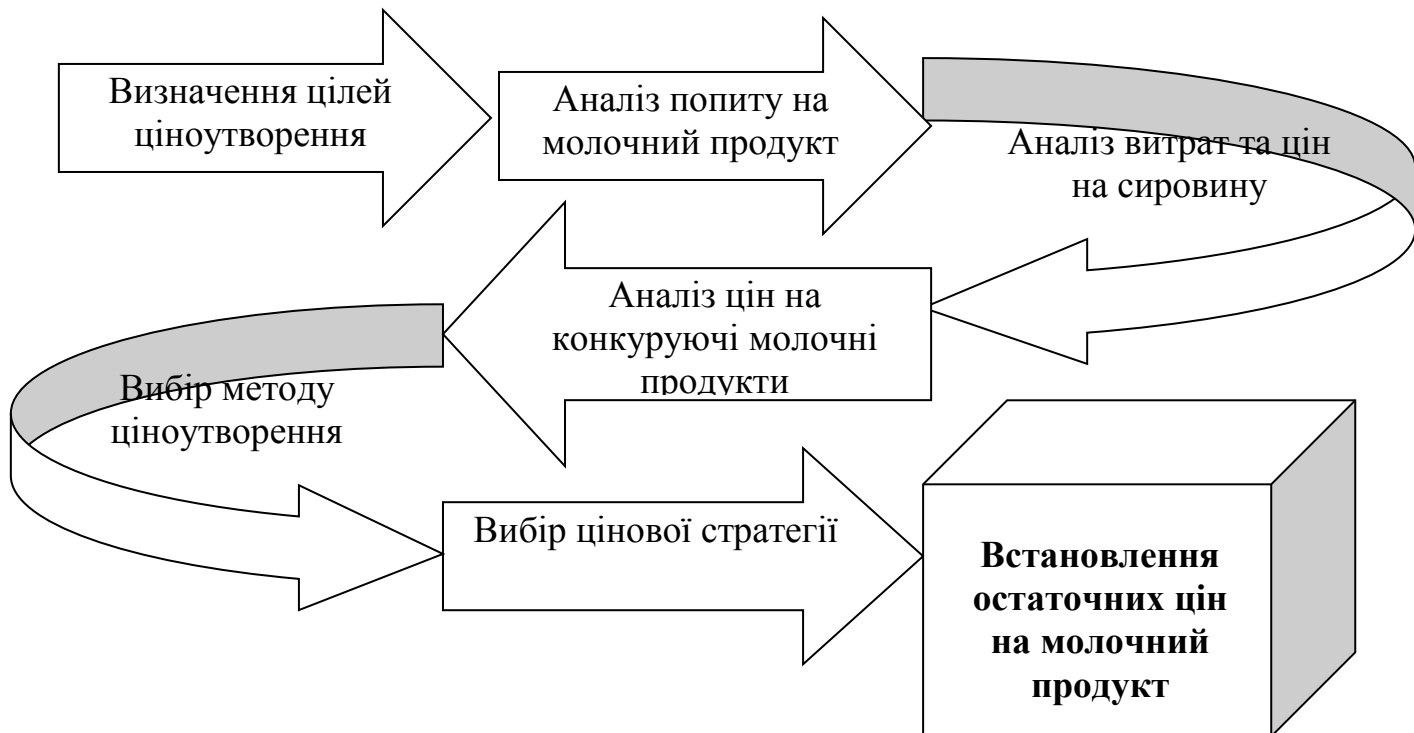 Визначення цілей
ціноутворення
Аналіз попиту на
молочний продукт
Аналіз витрат та цін
на сировину
Аналіз цін на
конкуруючі молочні
продукти
Вибір методу
ціноутворення
Вибір цінової стратегії
Встановлення
остаточних цін
на молочний
продукт